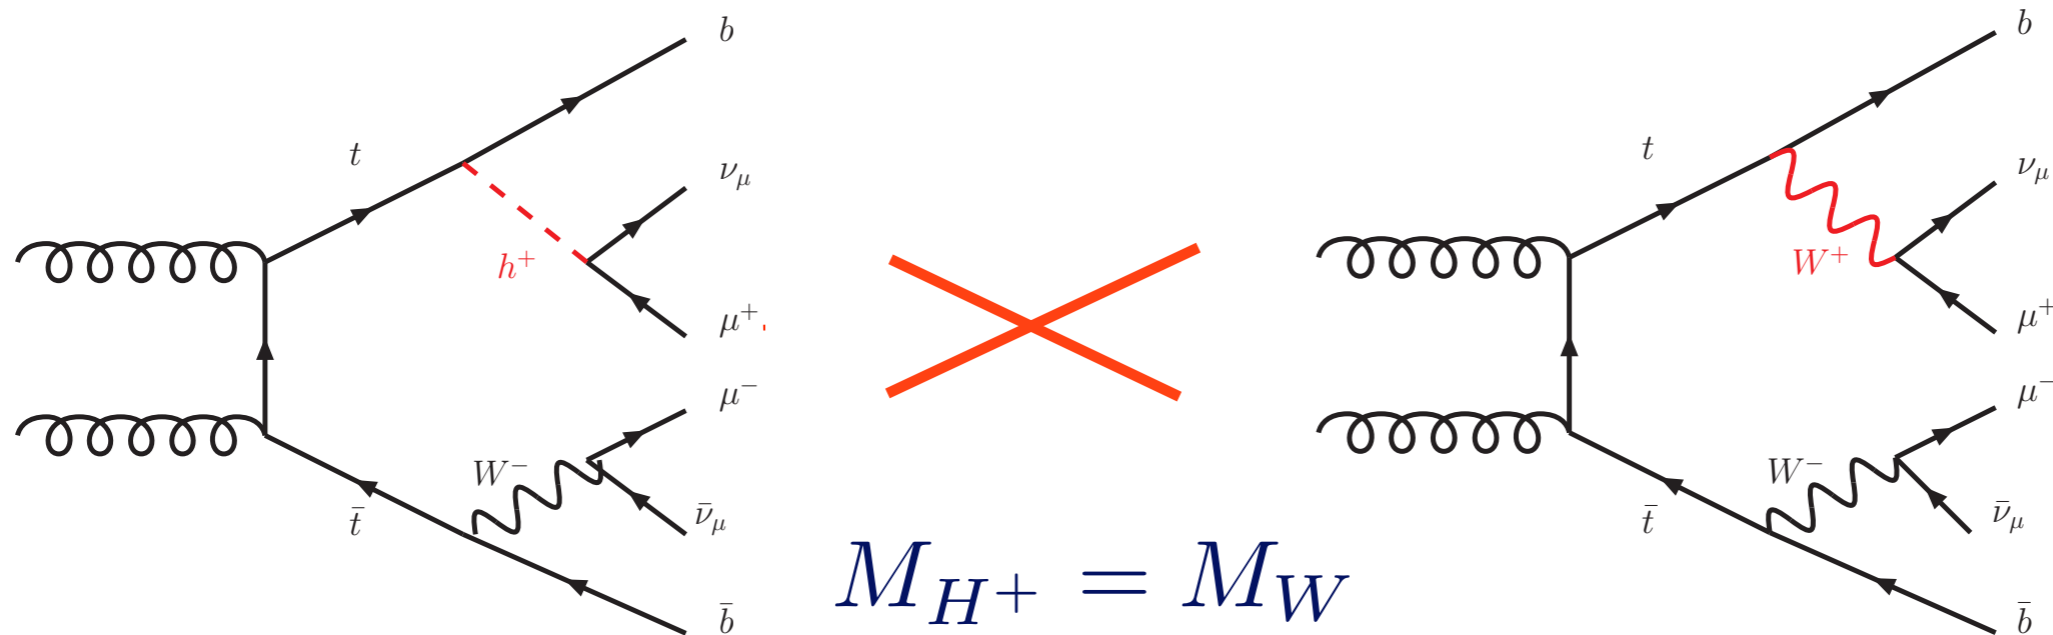 b
t
ν_μ
h⁺
μ⁺
μ⁻
W⁻
t̄
ν̄_μ
b̄
M_{H⁺} = M_W
b
t
ν_μ
W⁺
μ⁺
μ⁻
W⁻
t̄
ν̄_μ
b̄